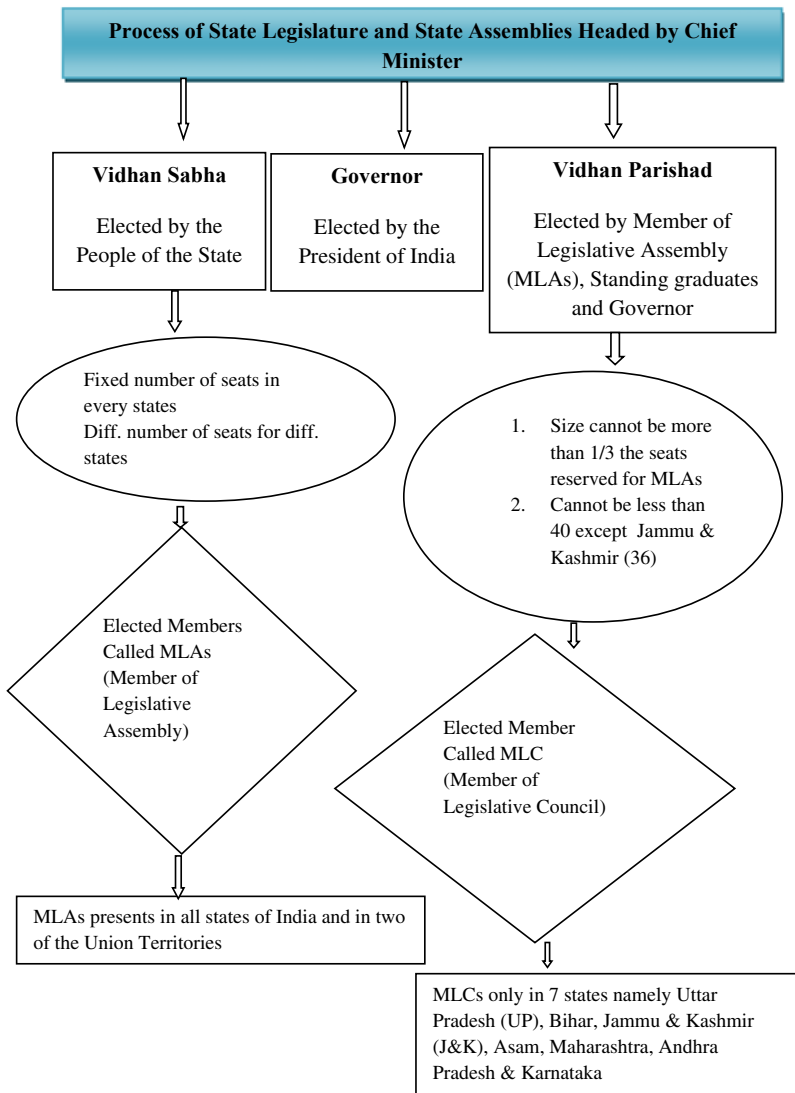 Process of State Legislature and State Assemblies Headed by Chief
Minister
Vidhan Sabha
Elected by the
People of the State
Governor
Elected by the
President of India
Vidhan Parishad
Elected by Member of
Legislative Assembly
(MLAs), Standing graduates
and Governor
Fixed number of seats in
every states
Diff. number of seats for diff.
states
1. Size cannot be more
than 1/3 the seats
reserved for MLAs
2. Cannot be less than
40 except Jammu &
Kashmir (36)
Elected Members
Called MLAs
(Member of
Legislative
Assembly)
Elected Member
Called MLC
(Member of
Legislative Council)
MLAs presents in all states of India and in two
of the Union Territories
MLCs only in 7 states namely Uttar
Pradesh (UP), Bihar, Jammu & Kashmir
(J&K), Asam, Maharashtra, Andhra
Pradesh & Karnataka